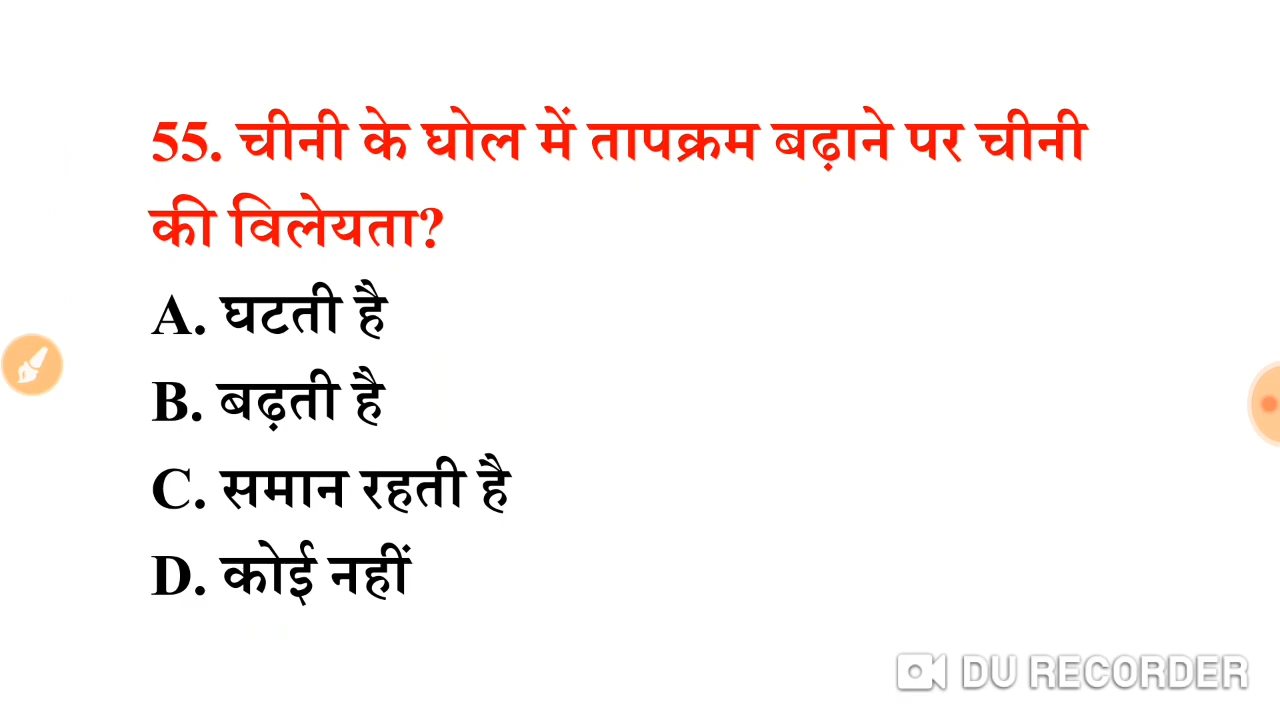 55. चीनी के घोल में तापक्रम बढ़ाने पर चीनी
की विलेयता?
A. घटती है
B. बढ़ती है
C. समान रहती है
D. कोई नहीं
DU RECORDER